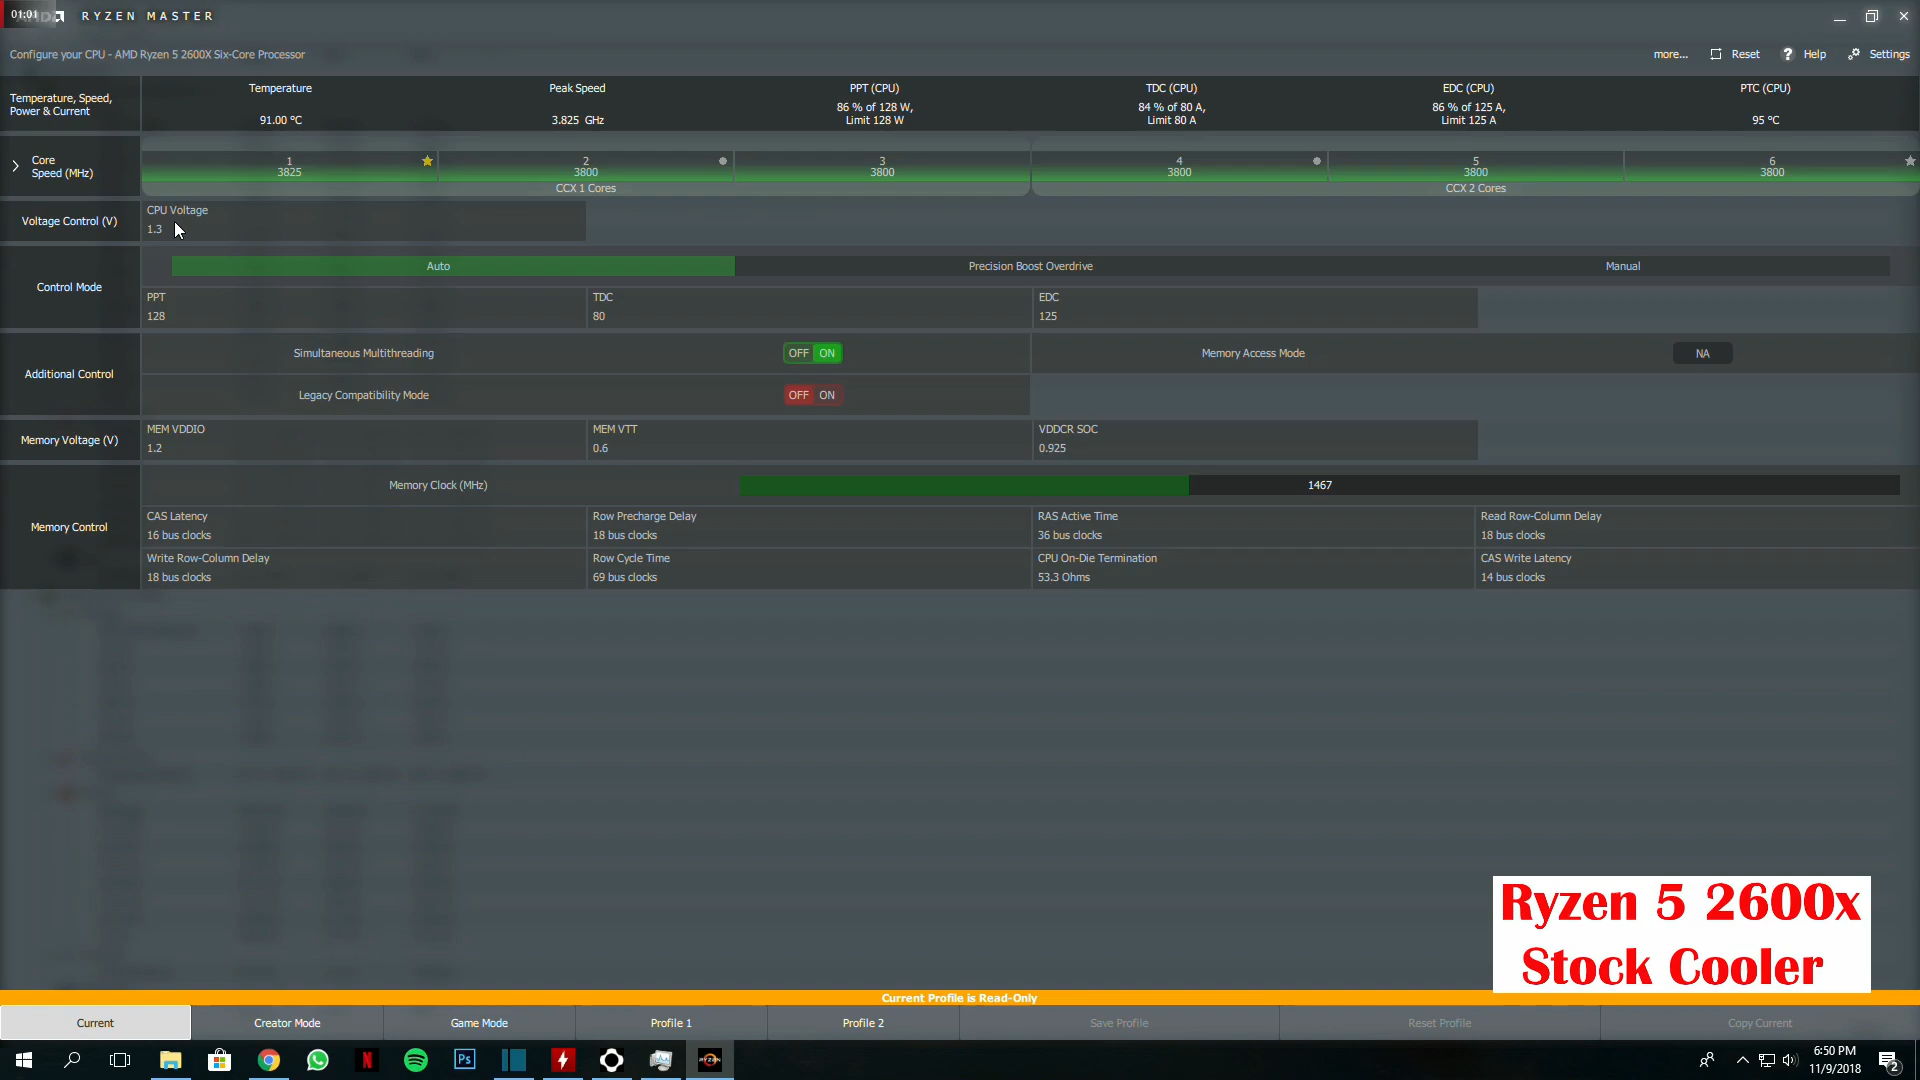 01:01
AMD RYZEN MASTER
Configure your CPU - AMD Ryzen 5 2600X Six-Core Processor
more... Reset ? Help Settings
Temperature, Speed,
Power & Current
Temperature
91.00 °C
Peak Speed
3.825 GHz
PPT (CPU)
86 % of 128 W,
Limit 128 W
TDC (CPU)
84 % of 80 A,
Limit 80 A
EDC (CPU)
86 % of 125 A,
Limit 125 A
PTC (CPU)
95 °C
Core
Speed (MHz)
1
3825
2
3800
3
3800
4
3800
5
3800
6
3800
CCX 1 Cores
CCX 2 Cores
Voltage Control (V)
CPU Voltage
1.3
Control Mode
Auto
Precision Boost Overdrive
Manual
PPT
128
TDC
80
EDC
125
Additional Control
Simultaneous Multithreading
OFF ON
Memory Access Mode
NA
Legacy Compatibility Mode
OFF ON
Memory Voltage (V)
MEM VDDIO
1.2
MEM VTT
0.6
VDDCR SOC
0.925
Memory Control
Memory Clock (MHz)
1467
CAS Latency
16 bus clocks
Row Precharge Delay
18 bus clocks
RAS Active Time
36 bus clocks
Read Row-Column Delay
18 bus clocks
Write Row-Column Delay
18 bus clocks
Row Cycle Time
69 bus clocks
CPU On-Die Termination
53.3 Ohms
CAS Write Latency
14 bus clocks
Ryzen 5 2600x
Stock Cooler
Current Profile is Read-Only
Current
Creator Mode
Game Mode
Profile 1
Profile 2
Save Profile
Reset Profile
Copy Current
N
Ps
RYZEN
6:50 PM
11/9/2018
2